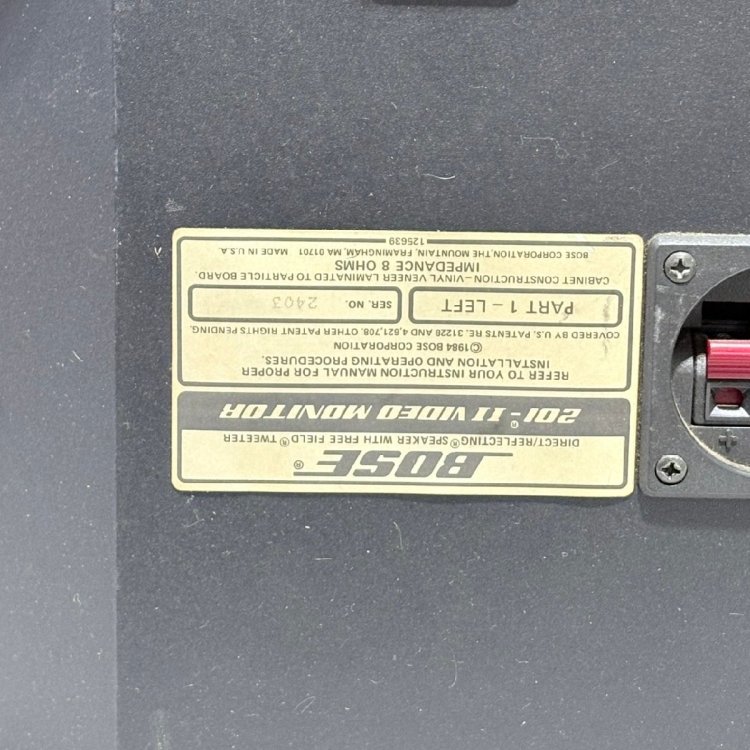 BOSE®
DIRECT/REFLECTING® SPEAKER WITH FREE FIELD® TWEETER
201®-II VIDEO MONITOR
REFER TO YOUR INSTRUCTION MANUAL FOR PROPER
INSTALLATION AND OPERATING PROCEDURES.
©1984 BOSE CORPORATION
COVERED BY U.S. PATENTS RE. 31228 AND 4,621,708. OTHER PATENT RIGHTS PENDING.
PART 1 - LEFT SER. NO. 2403
CABINET CONSTRUCTION-VINYL VENEER LAMINATED TO PARTICLE BOARD.
IMPEDANCE 8 OHMS
BOSE CORPORATION, THE MOUNTAIN, FRAMINGHAM, MA 01701 MADE IN U.S.A.
125639
+